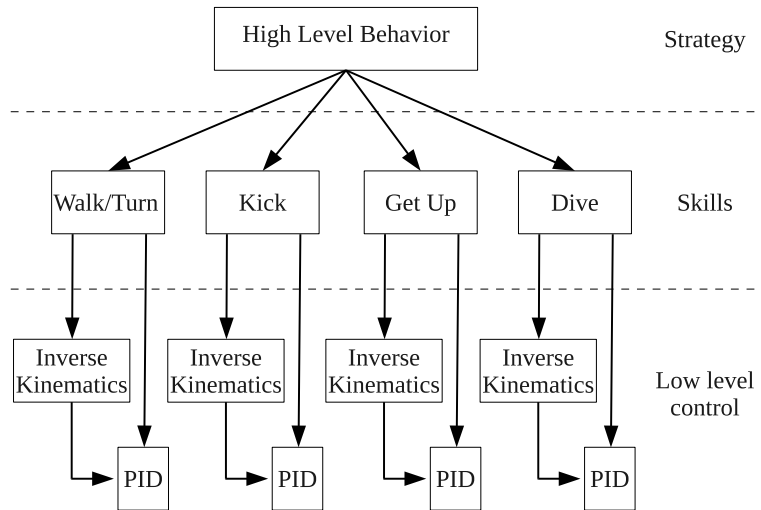 High Level Behavior
Strategy
Walk/Turn
Kick
Get Up
Dive
Skills
Inverse
Kinematics
Inverse
Kinematics
Inverse
Kinematics
Inverse
Kinematics
Low level
control
PID
PID
PID
PID